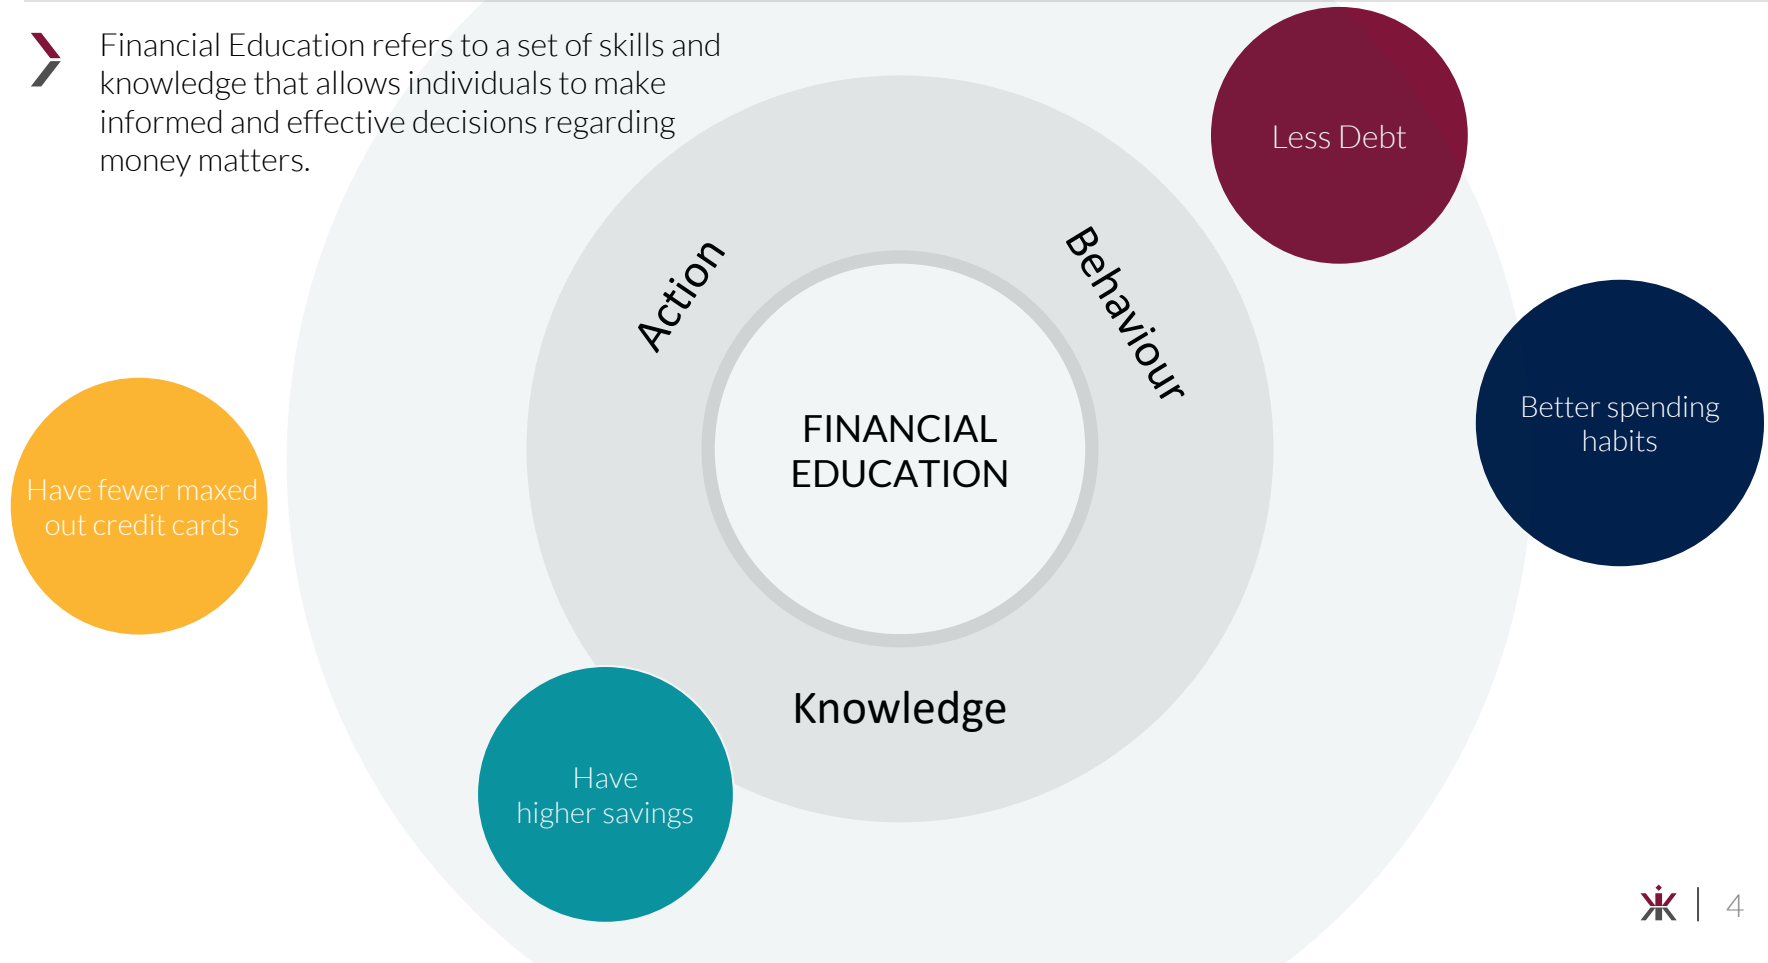 Financial Education refers to a set of skills and
knowledge that allows individuals to make
informed and effective decisions regarding
money matters.
Less Debt
Action
Behaviour
Better spending
habits
FINANCIAL
EDUCATION
Have fewer maxed
out credit cards
Knowledge
Have
higher savings
4